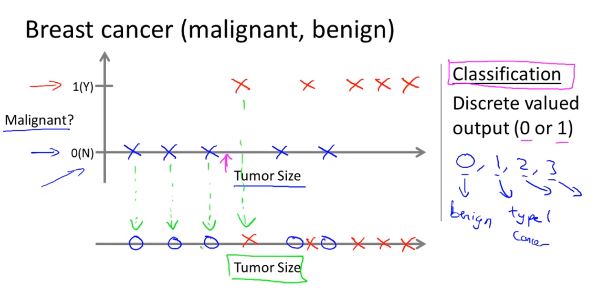 Breast cancer (malignant, benign)
1(Y)
Malignant?
0(N)
Tumor Size
Tumor Size
Classification
Discrete valued
output (0 or 1)
0, 1, 2, 3
benign
type 1
cancer